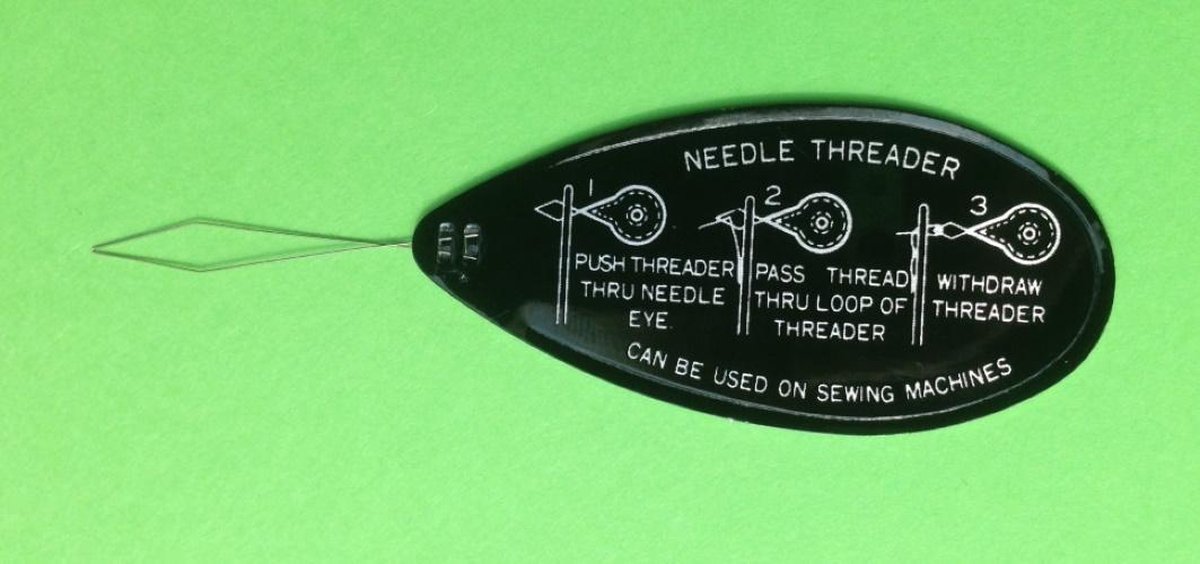 NEEDLE THREADER
1
PUSH THREADER
THRU NEEDLE
EYE.
2
PASS THREAD
THRU LOOP OF
THREADER
3
WITHDRAW
THREADER
CAN BE USED ON SEWING MACHINES